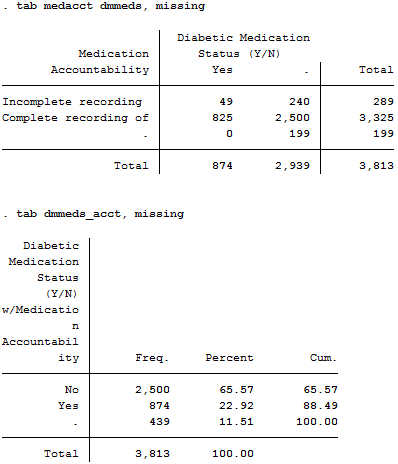 . tab medacct dmmeds, missing
Diabetic Medication
Medication Status (Y/N)
Accountability Yes . Total
Incomplete recording 49 240 289
Complete recording of 825 2,500 3,325
. 0 199 199
Total 874 2,939 3,813
. tab dmmeds_acct, missing
Diabetic
Medication
Status
(Y/N)
w/Medicatio
n
Accountabil
ity Freq. Percent Cum.
No 2,500 65.57 65.57
Yes 874 22.92 88.49
. 439 11.51 100.00
Total 3,813 100.00